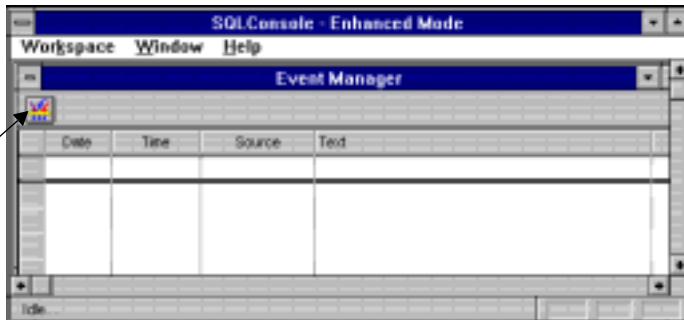 SQLConsole - Enhanced Mode
Workspace Window Help
Event Manager
Date Time Source Text
Idle...